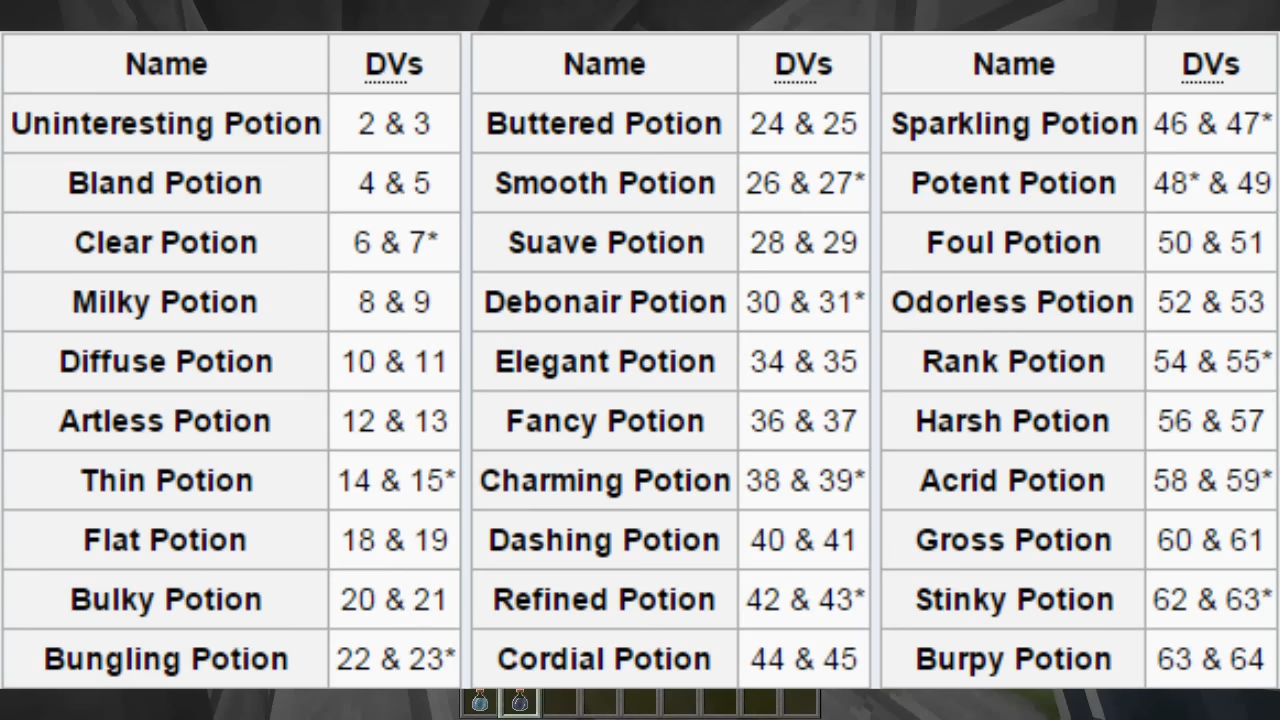 Name DVs Name DVs Name DVs
Uninteresting Potion 2 & 3 Buttered Potion 24 & 25 Sparkling Potion 46 & 47*
Bland Potion 4 & 5 Smooth Potion 26 & 27* Potent Potion 48* & 49
Clear Potion 6 & 7* Suave Potion 28 & 29 Foul Potion 50 & 51
Milky Potion 8 & 9 Debonair Potion 30 & 31* Odorless Potion 52 & 53
Diffuse Potion 10 & 11 Elegant Potion 34 & 35 Rank Potion 54 & 55*
Artless Potion 12 & 13 Fancy Potion 36 & 37 Harsh Potion 56 & 57
Thin Potion 14 & 15* Charming Potion 38 & 39* Acrid Potion 58 & 59*
Flat Potion 18 & 19 Dashing Potion 40 & 41 Gross Potion 60 & 61
Bulky Potion 20 & 21 Refined Potion 42 & 43* Stinky Potion 62 & 63*
Bungling Potion 22 & 23* Cordial Potion 44 & 45 Burpy Potion 63 & 64